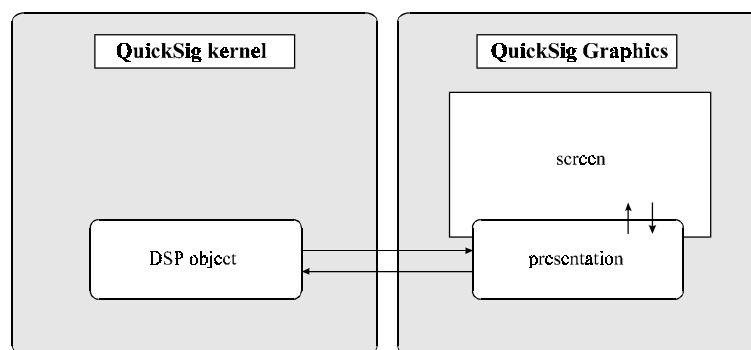 QuickSig kernel
QuickSig Graphics
screen
DSP object
presentation